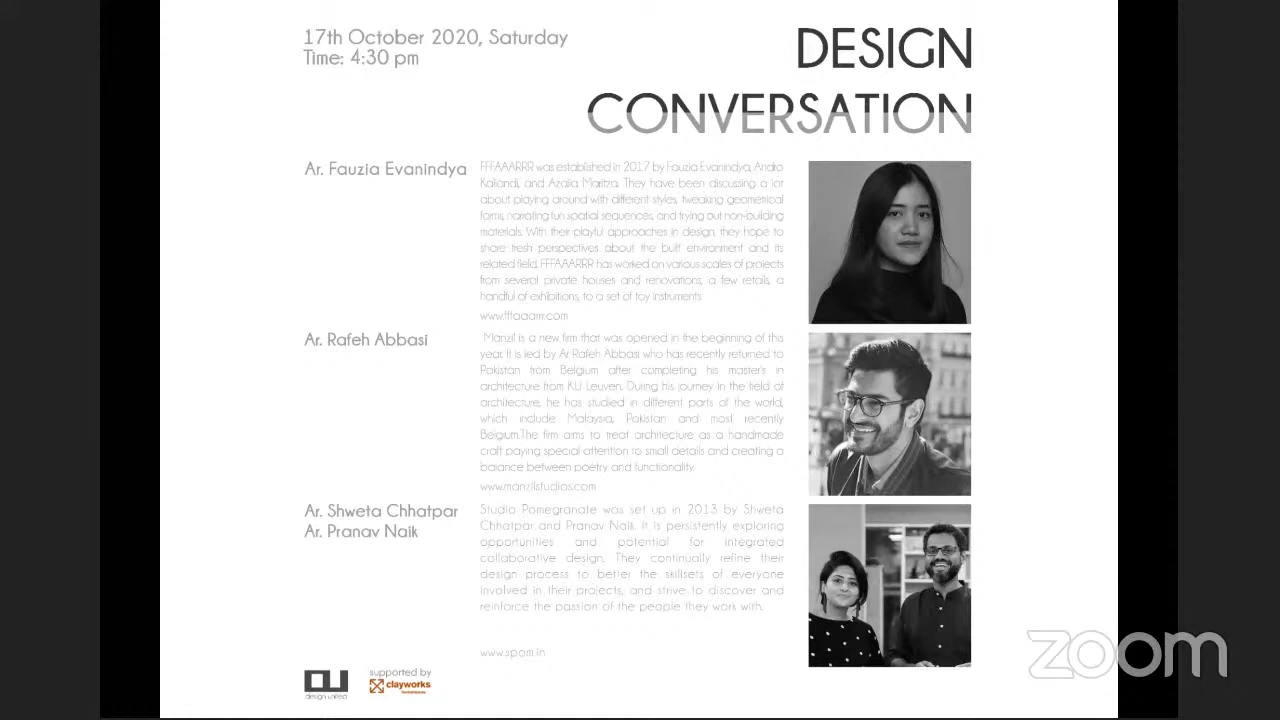 17th October 2020, Saturday
Time: 4:30 pm
DESIGN
CONVERSATION
Ar. Fauzia Evanindya
FFFAAARRR was established in 2017 by Fauzia Evanindya, Andro
Kaliandi, and Azalia Maritza. They have been discussing a lot
about playing around with different styles, tweaking geometrical
forms, narrating fun spatial sequences, and trying out non-building
materials. With their playful approaches in design, they hope to
share fresh perspectives about the built environment and its
related field. FFFAAARRR has worked on various scales of projects
from several private houses and renovations, a few retails, a
handful of exhibitions, to a set of toy instruments
www.fffaaarrr.com
Ar. Rafeh Abbasi
Manzil is a new firm that was opened in the beginning of this
year. It is led by Ar Rafeh Abbasi who has recently returned to
Pakistan from Belgium after completing his master's in
architecture from KU Leuven. During his journey in the field of
architecture, he has studied in different parts of the world,
which include Malaysia, Pakistan and most recently
Belgium.The firm aims to treat architecture as a handmade
craft paying special attention to small details and creating a
balance between poetry and functionality.
www.manzilstudios.com
Ar. Shweta Chhatpar
Ar. Pranav Naik
Studio Pomegranate was set up in 2013 by Shweta
Chhatpar and Pranav Naik. It is persistently exploring
opportunities and potential for integrated
collaborative design. They continually refine their
design process to better the skillsets of everyone
involved in their projects, and strive to discover and
reinforce the passion of the people they work with.
www.spom.in
design united
supported by
clayworks
zoom